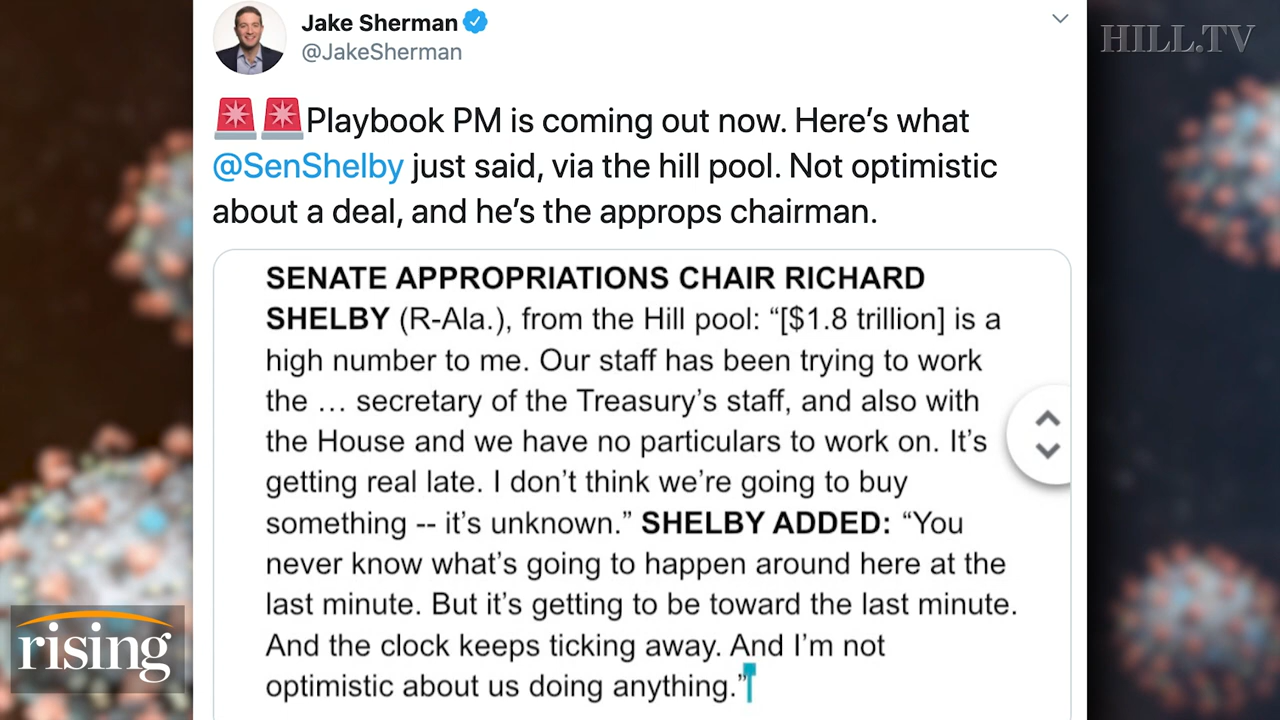 Jake Sherman
@JakeSherman
HILL.TV
🚨🚨Playbook PM is coming out now. Here’s what
@SenShelby just said, via the hill pool. Not optimistic
about a deal, and he’s the approps chairman.
SENATE APPROPRIATIONS CHAIR RICHARD
SHELBY (R-Ala.), from the Hill pool: “[$1.8 trillion] is a
high number to me. Our staff has been trying to work
the … secretary of the Treasury’s staff, and also with
the House and we have no particulars to work on. It’s
getting real late. I don’t think we’re going to buy
something -- it’s unknown.” SHELBY ADDED: “You
never know what’s going to happen around here at the
last minute. But it’s getting to be toward the last minute.
And the clock keeps ticking away. And I’m not
optimistic about us doing anything.”
rising